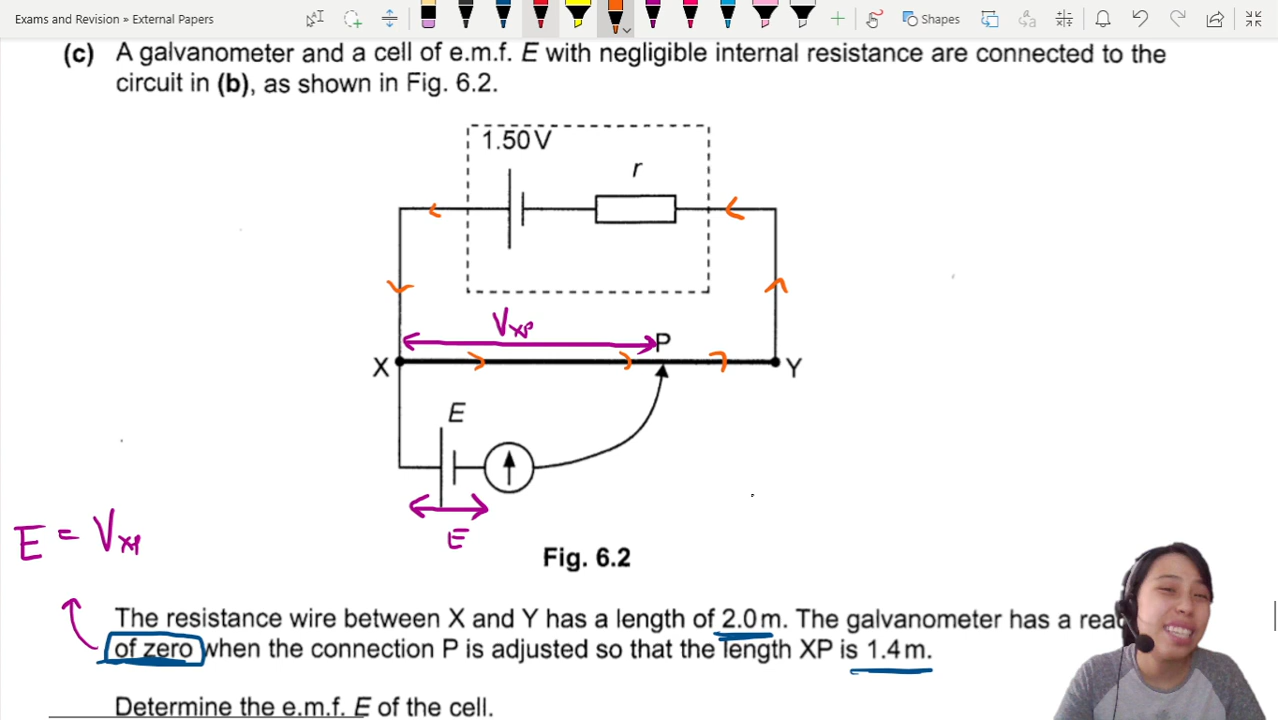 Exams and Revision » External Papers
Shapes
(c) A galvanometer and a cell of e.m.f. E with negligible internal resistance are connected to the
circuit in (b), as shown in Fig. 6.2.
1.50 V
r
V_XP
P
X
Y
E
E
E = V_XP
Fig. 6.2
The resistance wire between X and Y has a length of 2.0 m. The galvanometer has a rea
of zero when the connection P is adjusted so that the length XP is 1.4 m.
Determine the e.m.f. E of the cell.